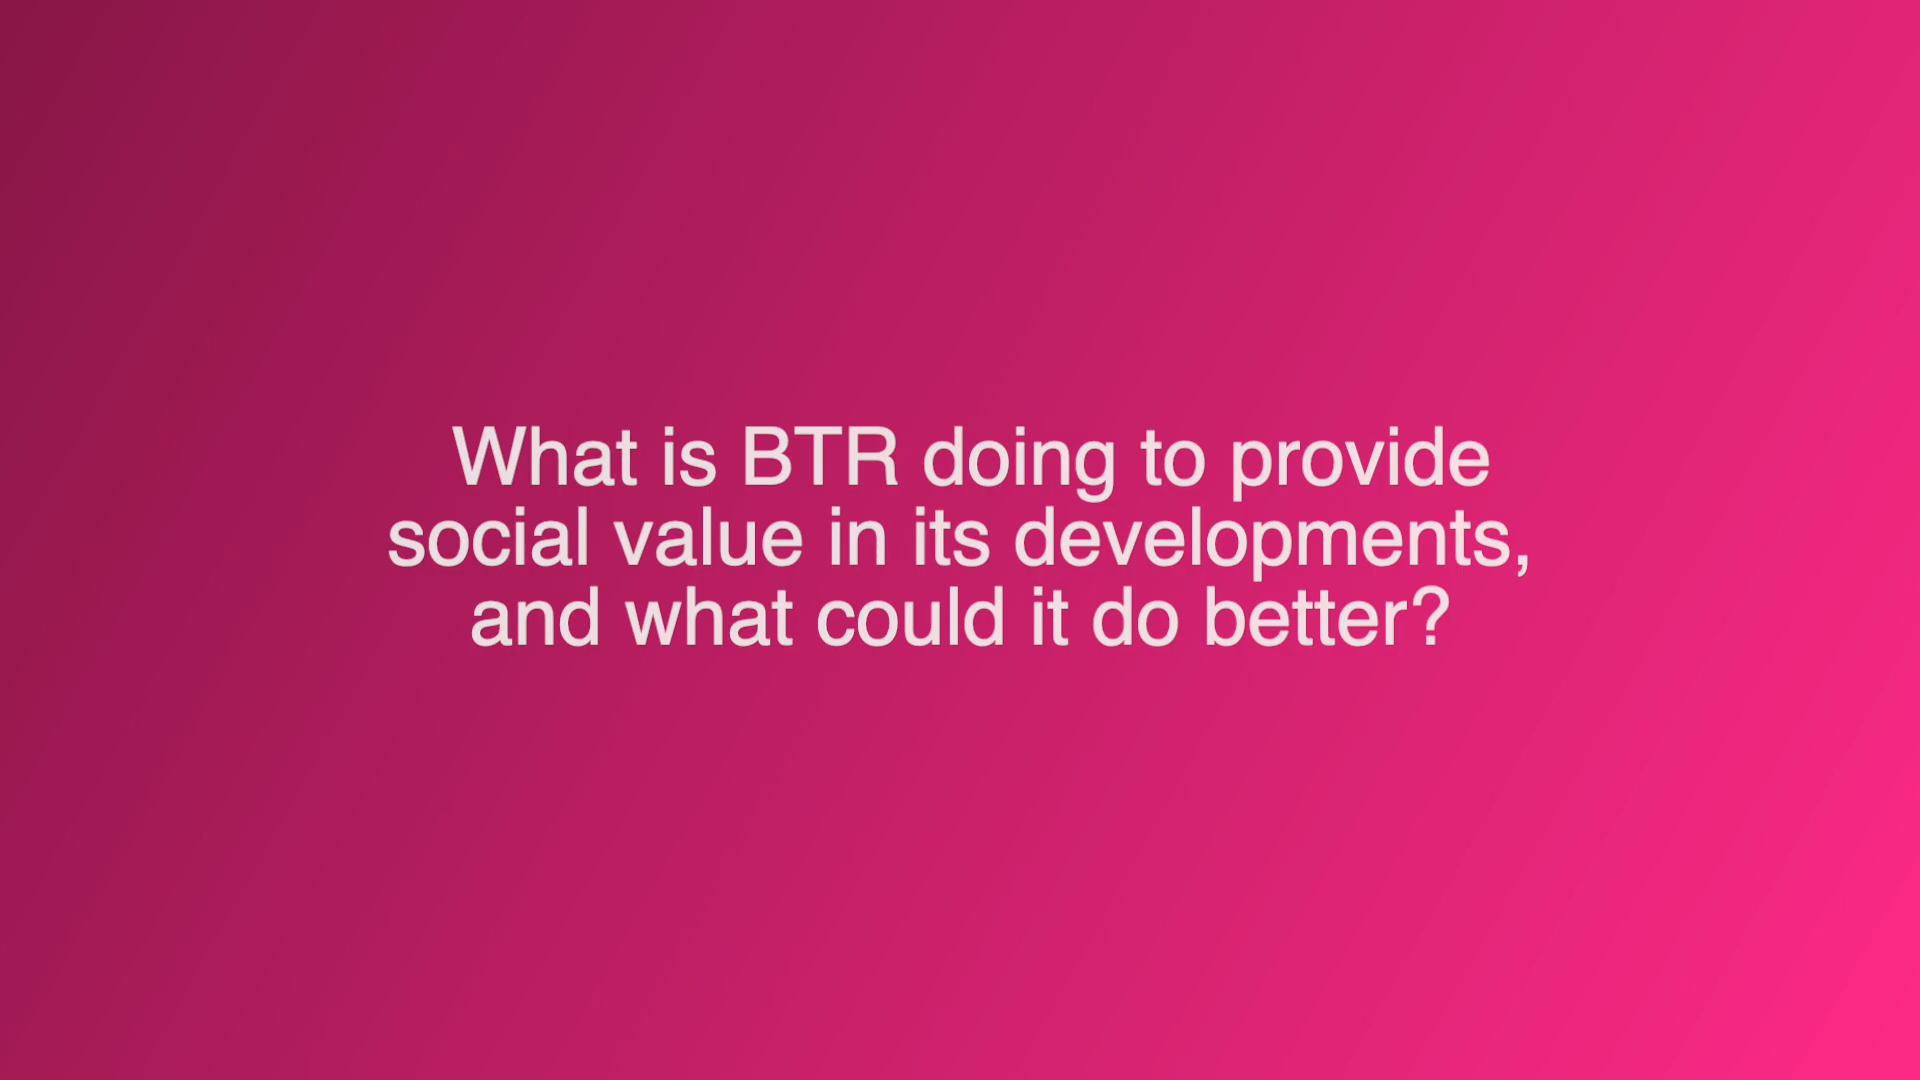 What is BTR doing to provide
social value in its developments,
and what could it do better?